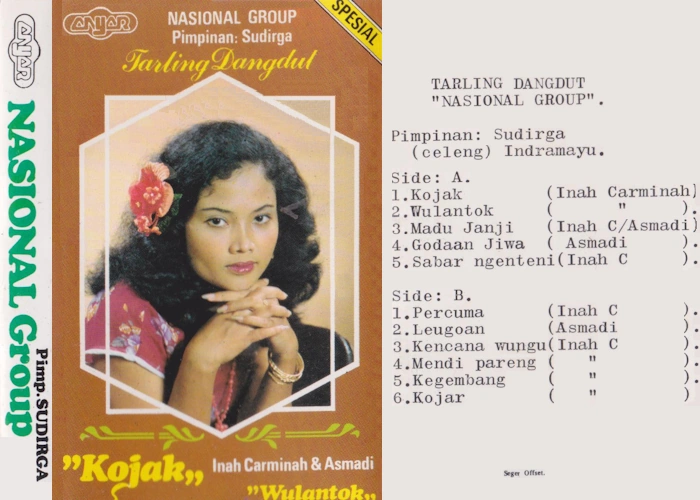 ANYAR
NASIONAL Group
Pimp. SUDIRGA
ANYAR
NASIONAL GROUP
Pimpinan: Sudirga
Tarling Dangdut
SPESIAL
"Kojak,,
Inah Carminah & Asmadi
"Wulantok,,
TARLING DANGDUT
"NASIONAL GROUP".
Pimpinan: Sudirga
(celeng) Indramayu.
Side: A.
1.Kojak (Inah Carminah)
2.Wulantok ( " ).
3.Madu Janji (Inah C/Asmadi)
4.Godaan Jiwa ( Asmadi ).
5.Sabar ngenteni(Inah C ).
Side: B.
1.Percuma (Inah C ).
2.Leugoan (Asmadi ).
3.Kencana wungu(Inah C ).
4.Mendi pareng ( " ).
5.Kegembang ( " ).
6.Kojar ( " ).
Seger Offset.